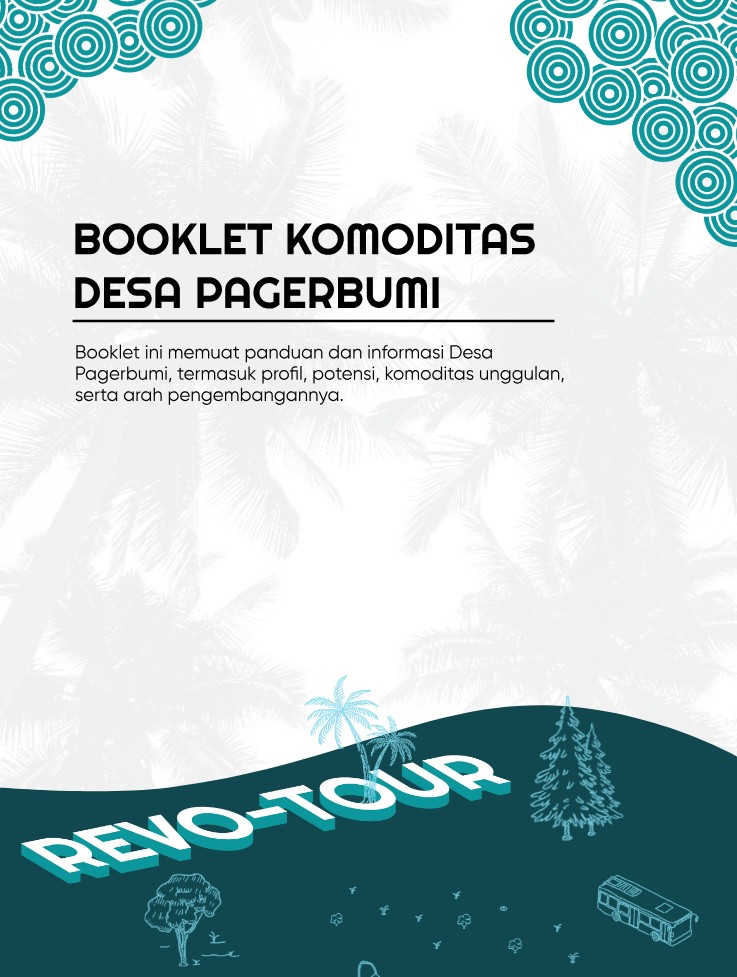 BOOKLET KOMODITAS
DESA PAGERBUMI
Booklet ini memuat panduan dan informasi Desa
Pagerbumi, termasuk profil, potensi, komoditas unggulan,
serta arah pengembangannya.
REVO-TOUR